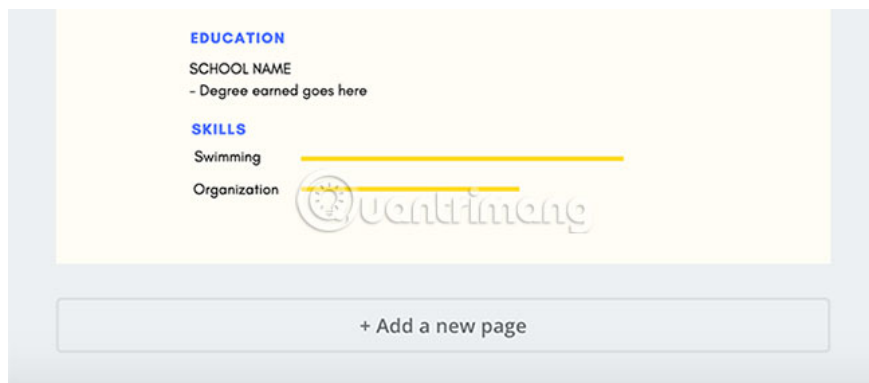 EDUCATION
SCHOOL NAME
- Degree earned goes here
SKILLS
Swimming
Organization
Quantrimang
+ Add a new page